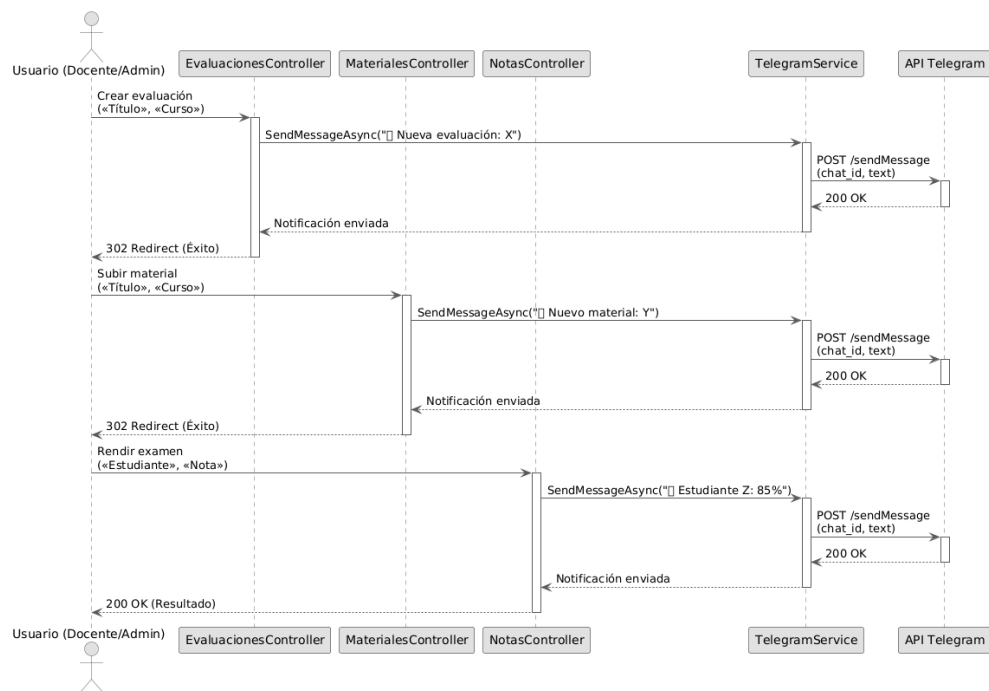 Usuario (Docente/Admin)
EvaluacionesController
MaterialesController
NotasController
TelegramService
API Telegram
Crear evaluación
(«Título», «Curso»)
SendMessageAsync("▯ Nueva evaluación: X")
POST /sendMessage
(chat_id, text)
200 OK
Notificación enviada
302 Redirect (Éxito)
Subir material
(«Título», «Curso»)
SendMessageAsync("▯ Nuevo material: Y")
POST /sendMessage
(chat_id, text)
200 OK
Notificación enviada
302 Redirect (Éxito)
Rendir examen
(«Estudiante», «Nota»)
SendMessageAsync("▯ Estudiante Z: 85%")
POST /sendMessage
(chat_id, text)
200 OK
Notificación enviada
200 OK (Resultado)
Usuario (Docente/Admin)
EvaluacionesController
MaterialesController
NotasController
TelegramService
API Telegram